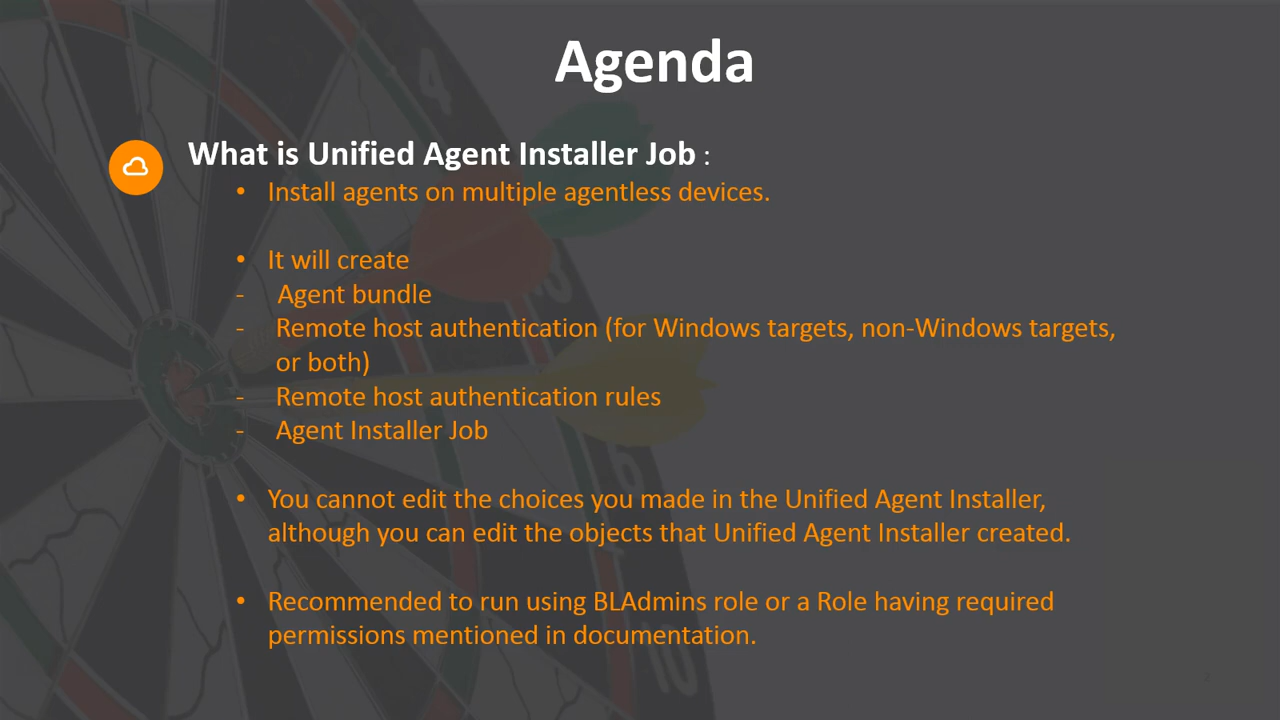 Agenda
What is Unified Agent Installer Job :
• Install agents on multiple agentless devices.
• It will create
- Agent bundle
- Remote host authentication (for Windows targets, non-Windows targets,
or both)
- Remote host authentication rules
- Agent Installer Job
• You cannot edit the choices you made in the Unified Agent Installer,
although you can edit the objects that Unified Agent Installer created.
• Recommended to run using BLAdmins role or a Role having required
permissions mentioned in documentation.